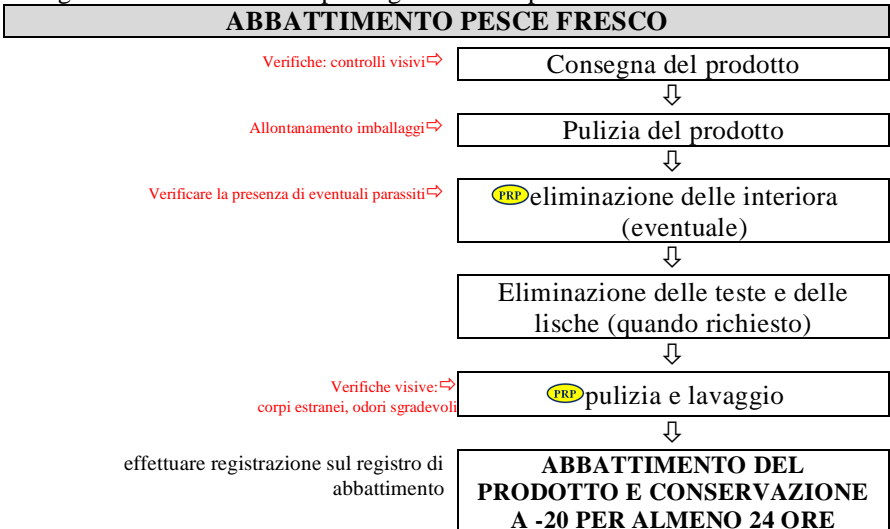 ABBATTIMENTO PESCE FRESCO
Verifiche: controlli visivi⇨
Consegna del prodotto
⇩
Allontanamento imballaggi⇨
Pulizia del prodotto
⇩
Verificare la presenza di eventuali parassiti⇨
PRP eliminazione delle interiora
(eventuale)
⇩
Eliminazione delle teste e delle
lische (quando richiesto)
⇩
Verifiche visive:⇨
corpi estranei, odori sgradevoli
PRP pulizia e lavaggio
⇩
effettuare registrazione sul registro di
abbattimento
ABBATTIMENTO DEL
PRODOTTO E CONSERVAZIONE
A -20 PER ALMENO 24 ORE